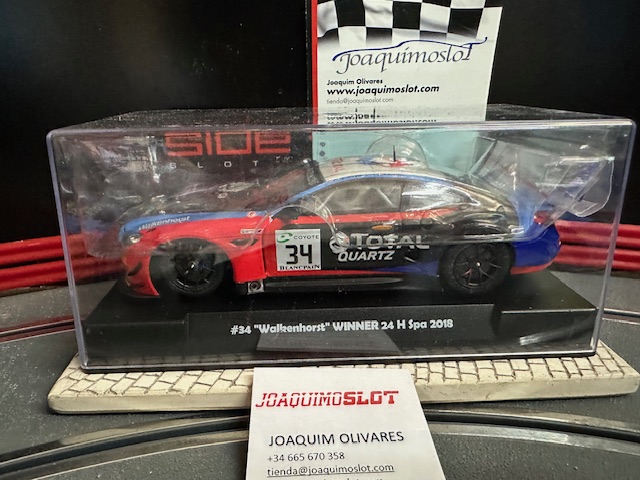 Joaquimoslot
Joaquim Olivares
www.joaquimoslot.com
tienda@joaquimoslot.com
SIDE
SLOT
Walkenhorst
COYOTE
34
BLANCPAIN
TOTAL
QUARTZ
#34 "Walkenhorst" WINNER 24 H Spa 2018
JOAQUIMOSLOT
JOAQUIM OLIVARES
+34 665 670 358
tienda@joaquimoslot.com